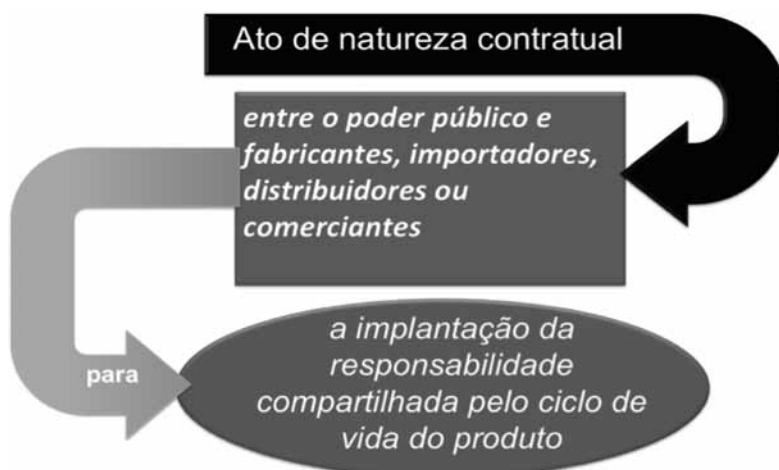 Ato de natureza contratual
entre o poder público e
fabricantes, importadores,
distribuidores ou
comerciantes
para
a implantação da
responsabilidade
compartilhada pelo ciclo de
vida do produto